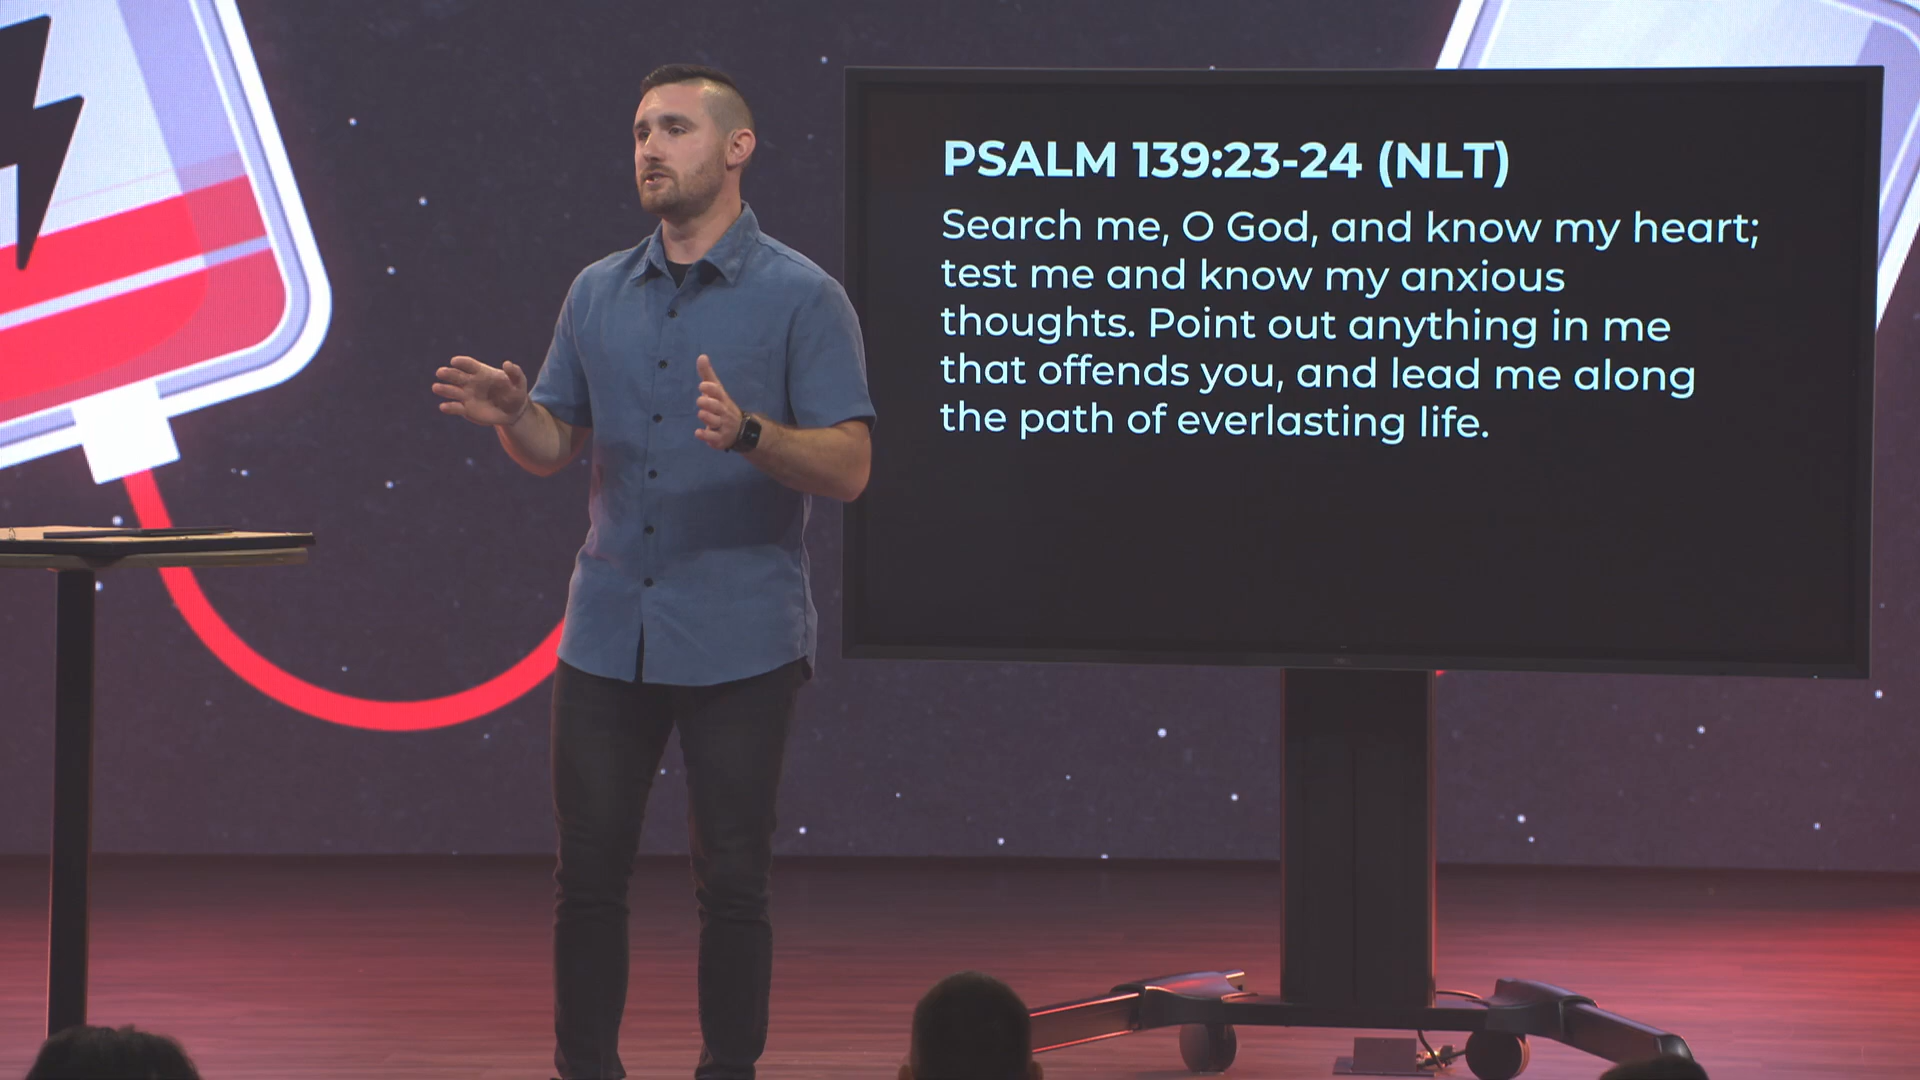 PSALM 139:23-24 (NLT)
Search me, O God, and know my heart;
test me and know my anxious
thoughts. Point out anything in me
that offends you, and lead me along
the path of everlasting life.